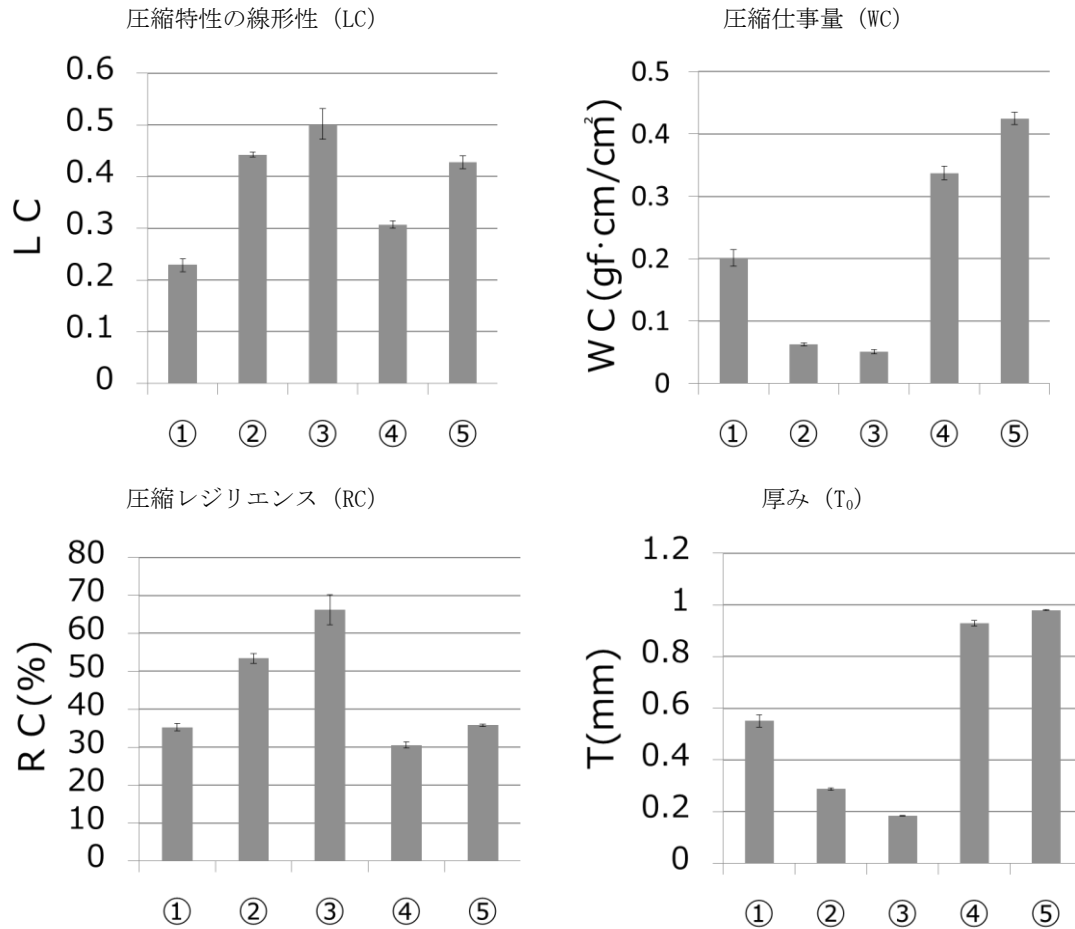 圧縮特性の線形性（LC）
0.6
0.5
0.4
0.3
0.2
0.1
0
LC
① ② ③ ④ ⑤
圧縮仕事量（WC）
0.5
0.4
0.3
0.2
0.1
0
WC(gf·cm/cm²)
① ② ③ ④ ⑤
圧縮レジリエンス（RC）
80
70
60
50
40
30
20
10
0
RC(%)
① ② ③ ④ ⑤
厚み（T₀）
1.2
1
0.8
0.6
0.4
0.2
0
T(mm)
① ② ③ ④ ⑤